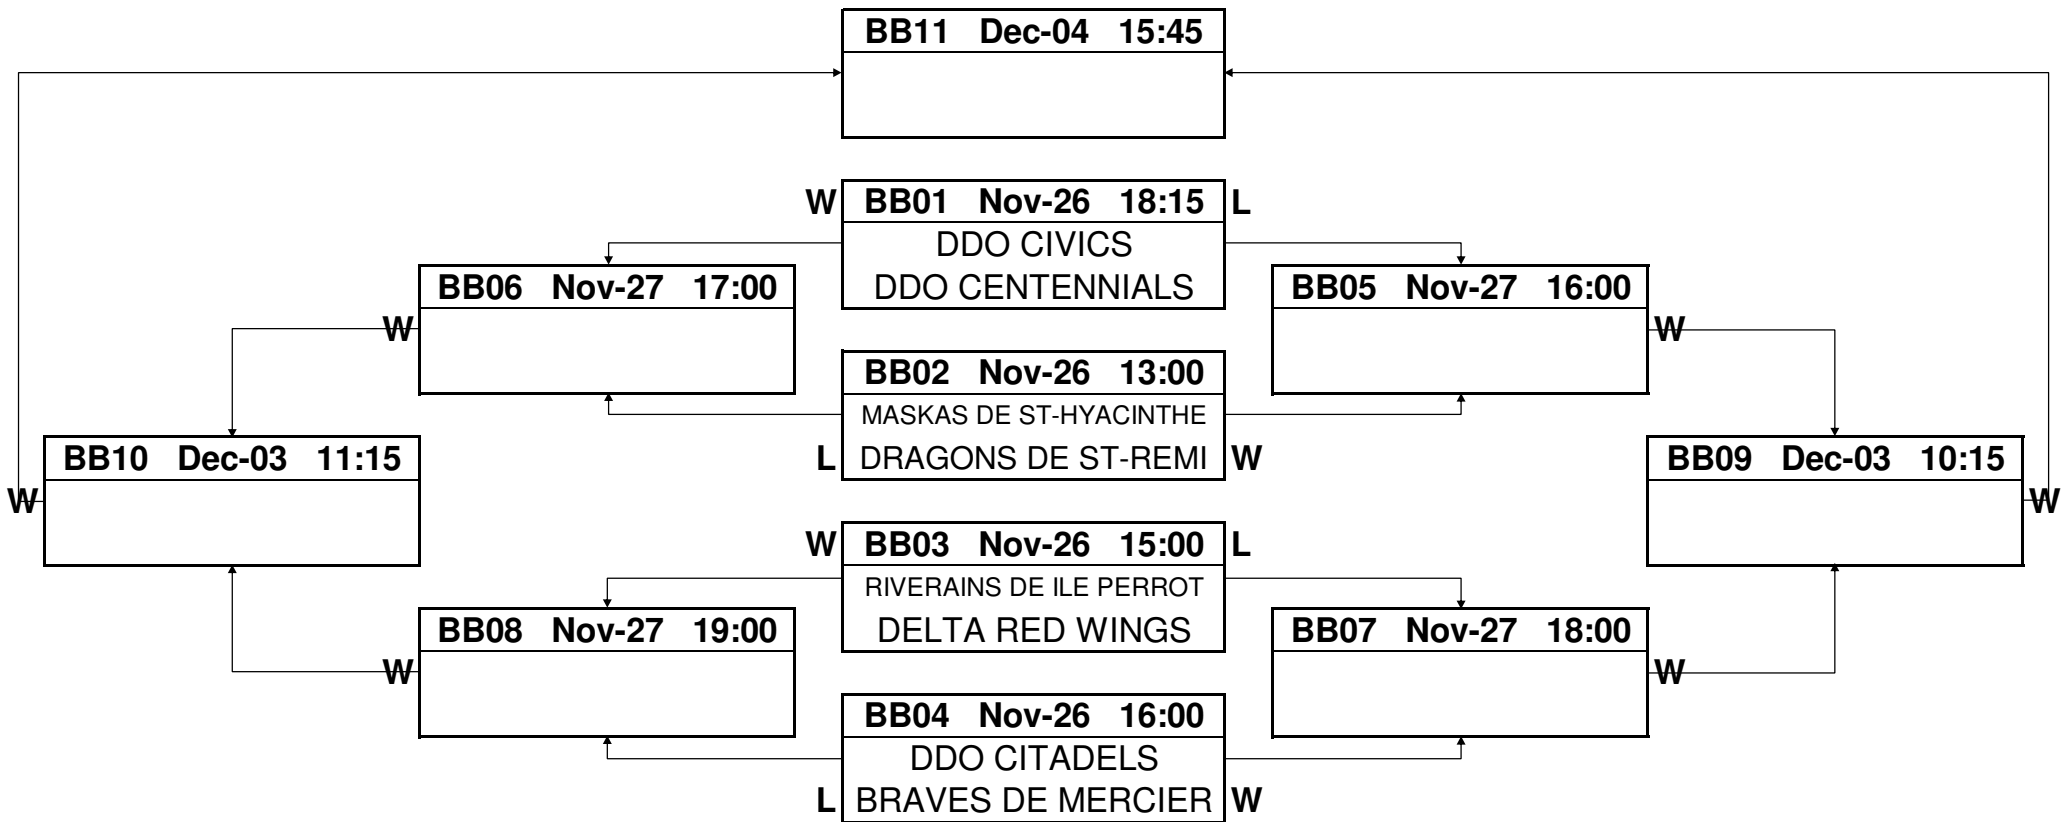 BB11 Dec-04 15:45
W BB01 Nov-26 18:15 L
DDO CIVICS
DDO CENTENNIALS
BB06 Nov-27 17:00
W
BB05 Nov-27 16:00
W
BB02 Nov-26 13:00
MASKAS DE ST-HYACINTHE
L DRAGONS DE ST-REMI W
BB10 Dec-03 11:15
W
BB09 Dec-03 10:15
W
W BB03 Nov-26 15:00 L
RIVERAINS DE ILE PERROT
DELTA RED WINGS
BB08 Nov-27 19:00
W
BB07 Nov-27 18:00
W
BB04 Nov-26 16:00
DDO CITADELS
L BRAVES DE MERCIER W